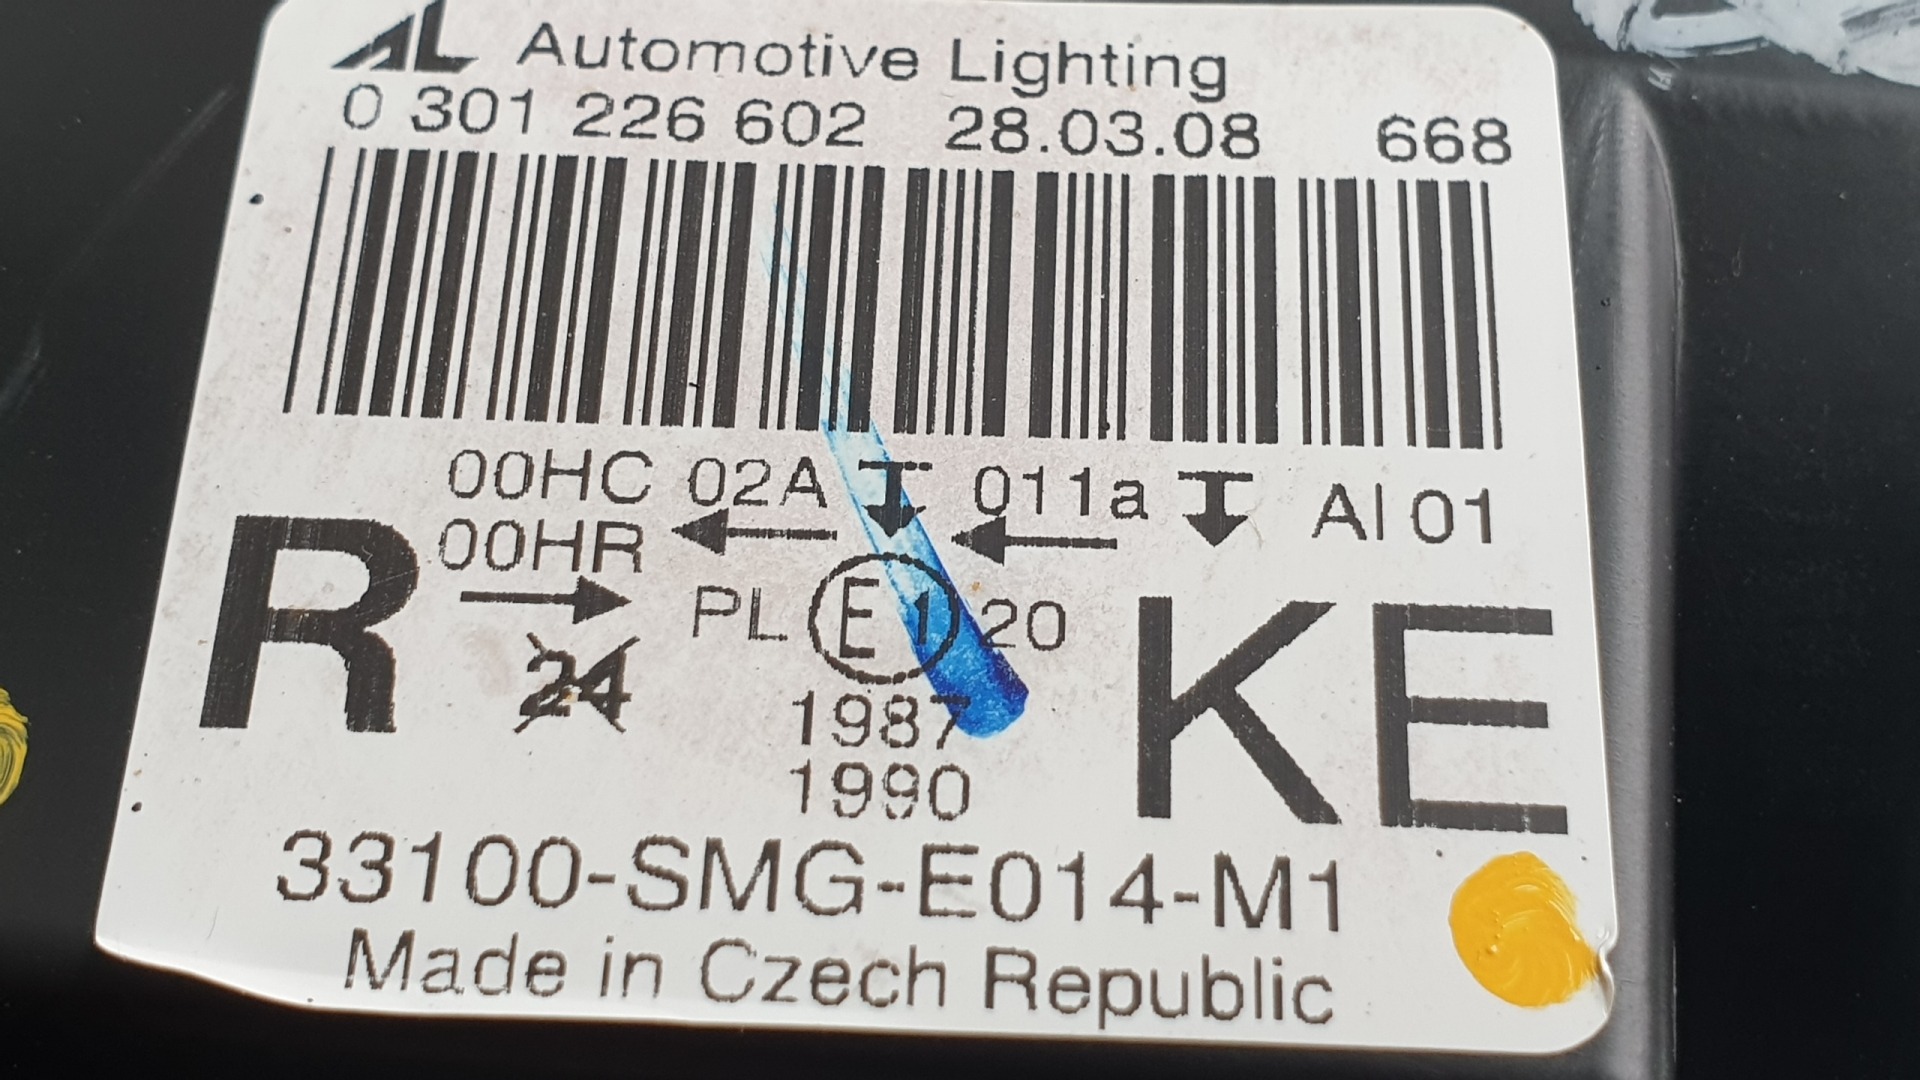 AL Automotive Lighting
0 301 226 602 28.03.08 668
00HC 02A 011a AI 01
00HR
R PL E1 20 KE
24
1987
1990
33100-SMG-E014-M1
Made in Czech Republic